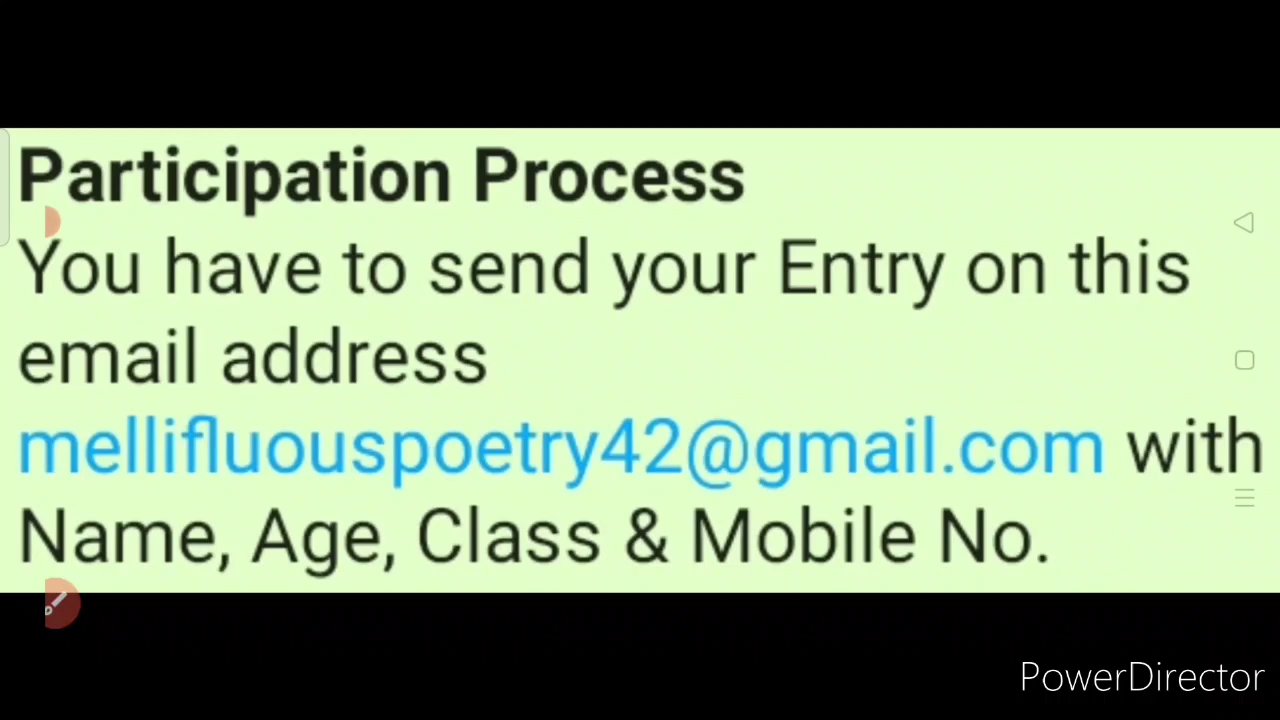 Participation Process
You have to send your Entry on this
email address
mellifluouspoetry42@gmail.com with
Name, Age, Class & Mobile No.
PowerDirector